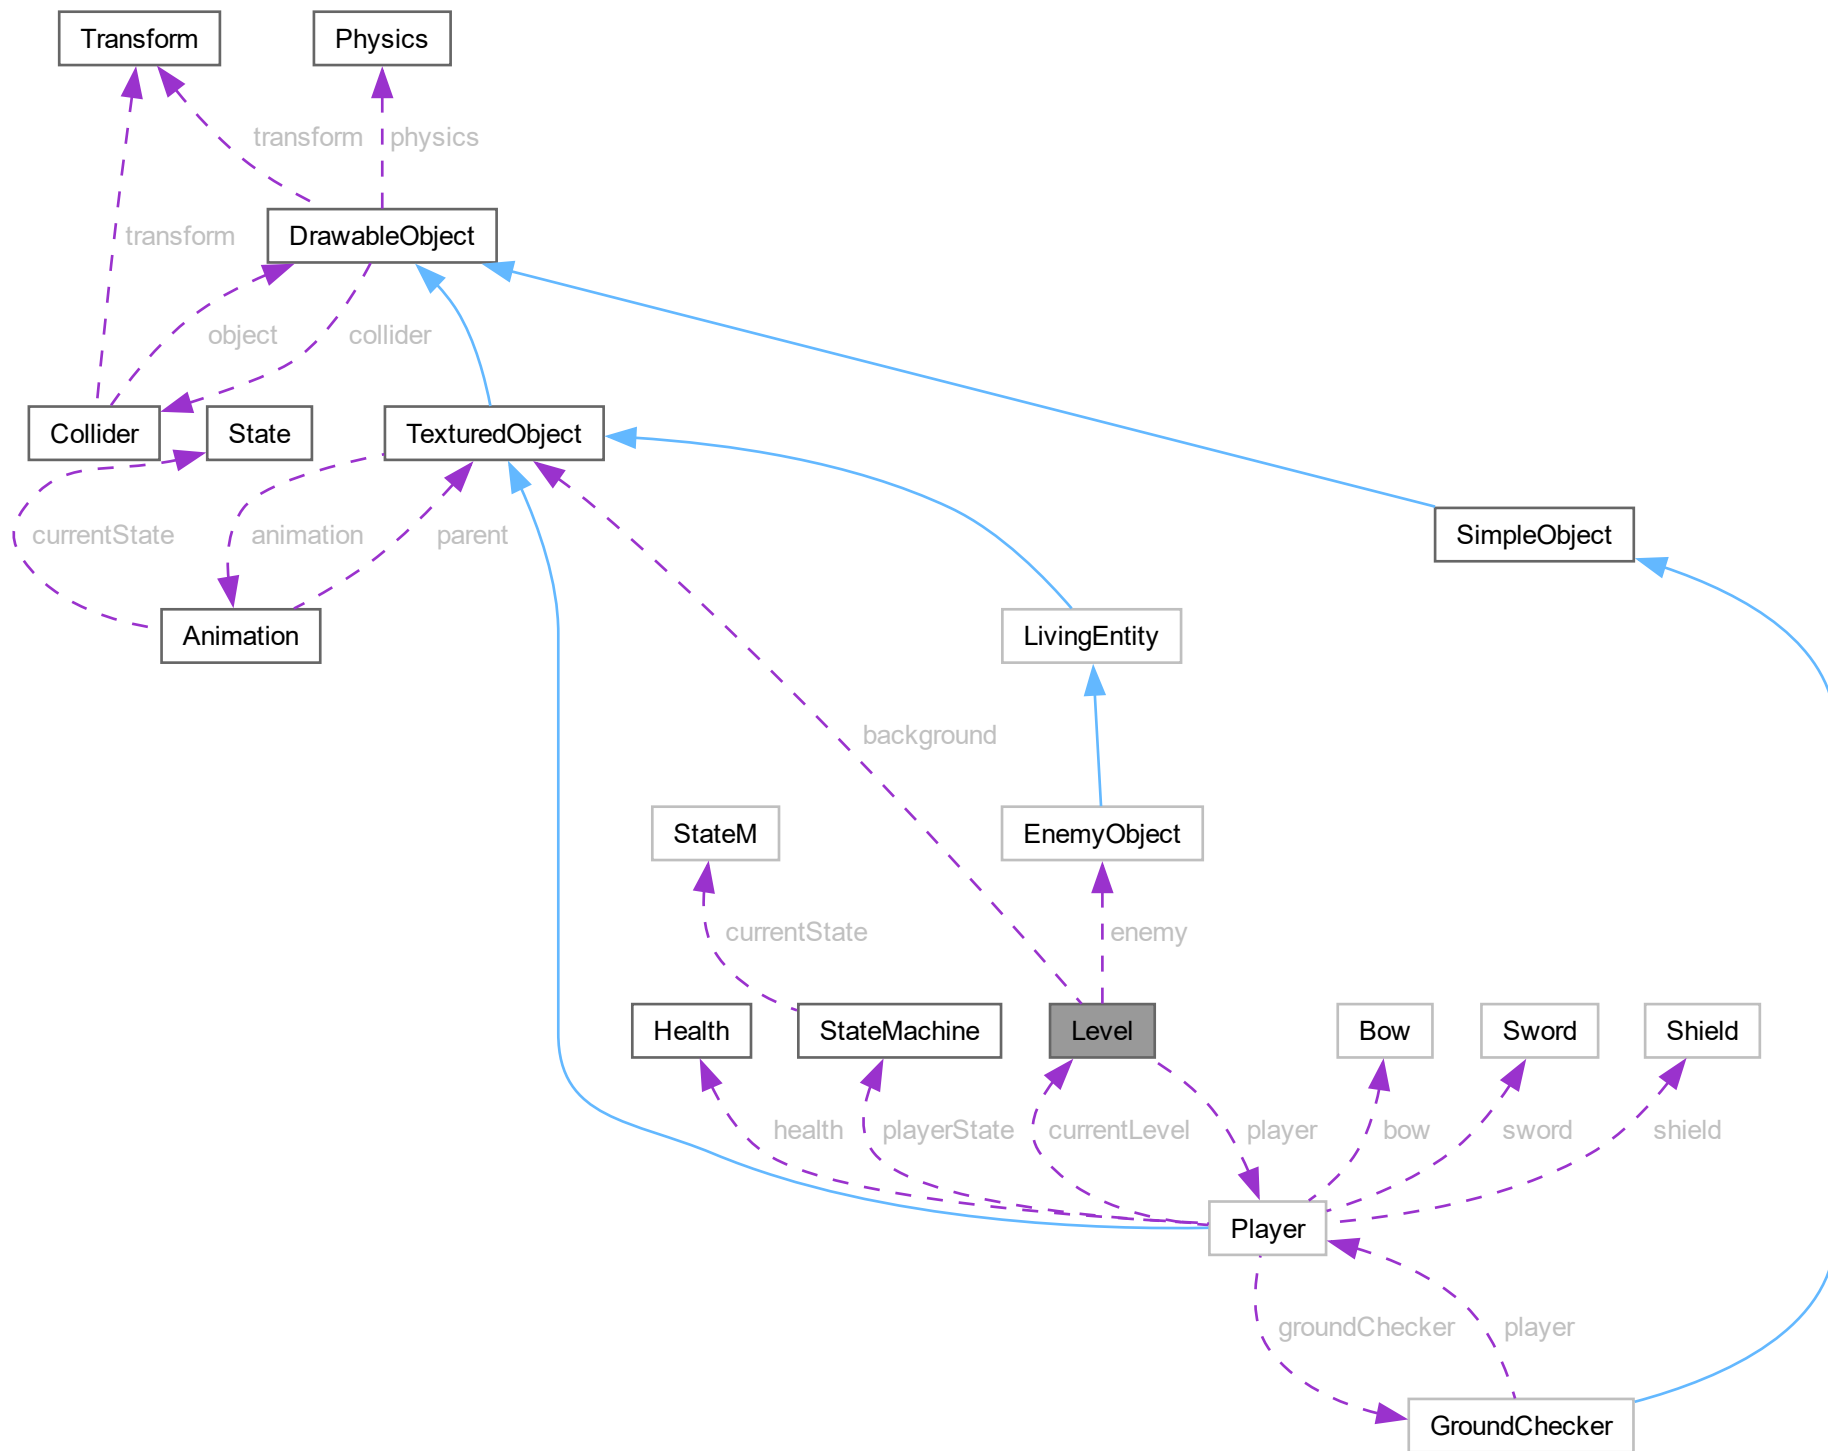 Transform
Physics
transform
physics
transform
DrawableObject
object
collider
Collider
State
TexturedObject
currentState
animation
parent
SimpleObject
Animation
LivingEntity
background
StateM
EnemyObject
currentState
enemy
Health
StateMachine
Level
Bow
Sword
Shield
health
playerState
currentLevel
player
bow
sword
shield
Player
groundChecker
player
GroundChecker